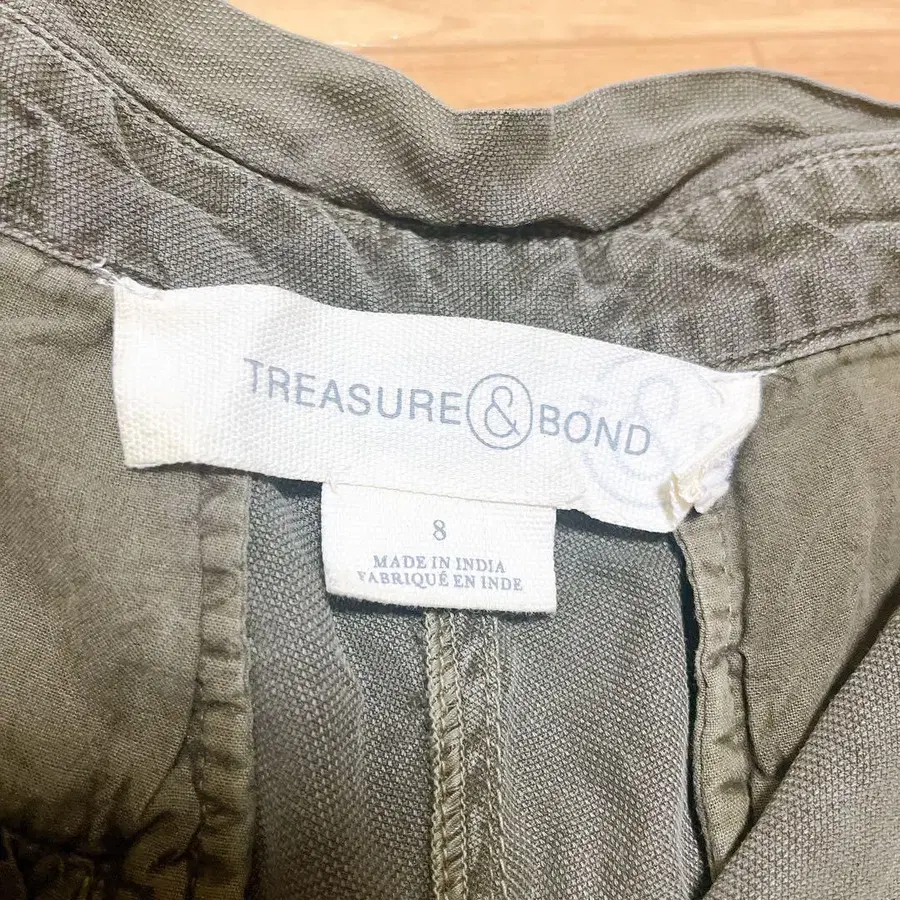 TREASURE & BOND
8
MADE IN INDIA
FABRIQUÉ EN INDE